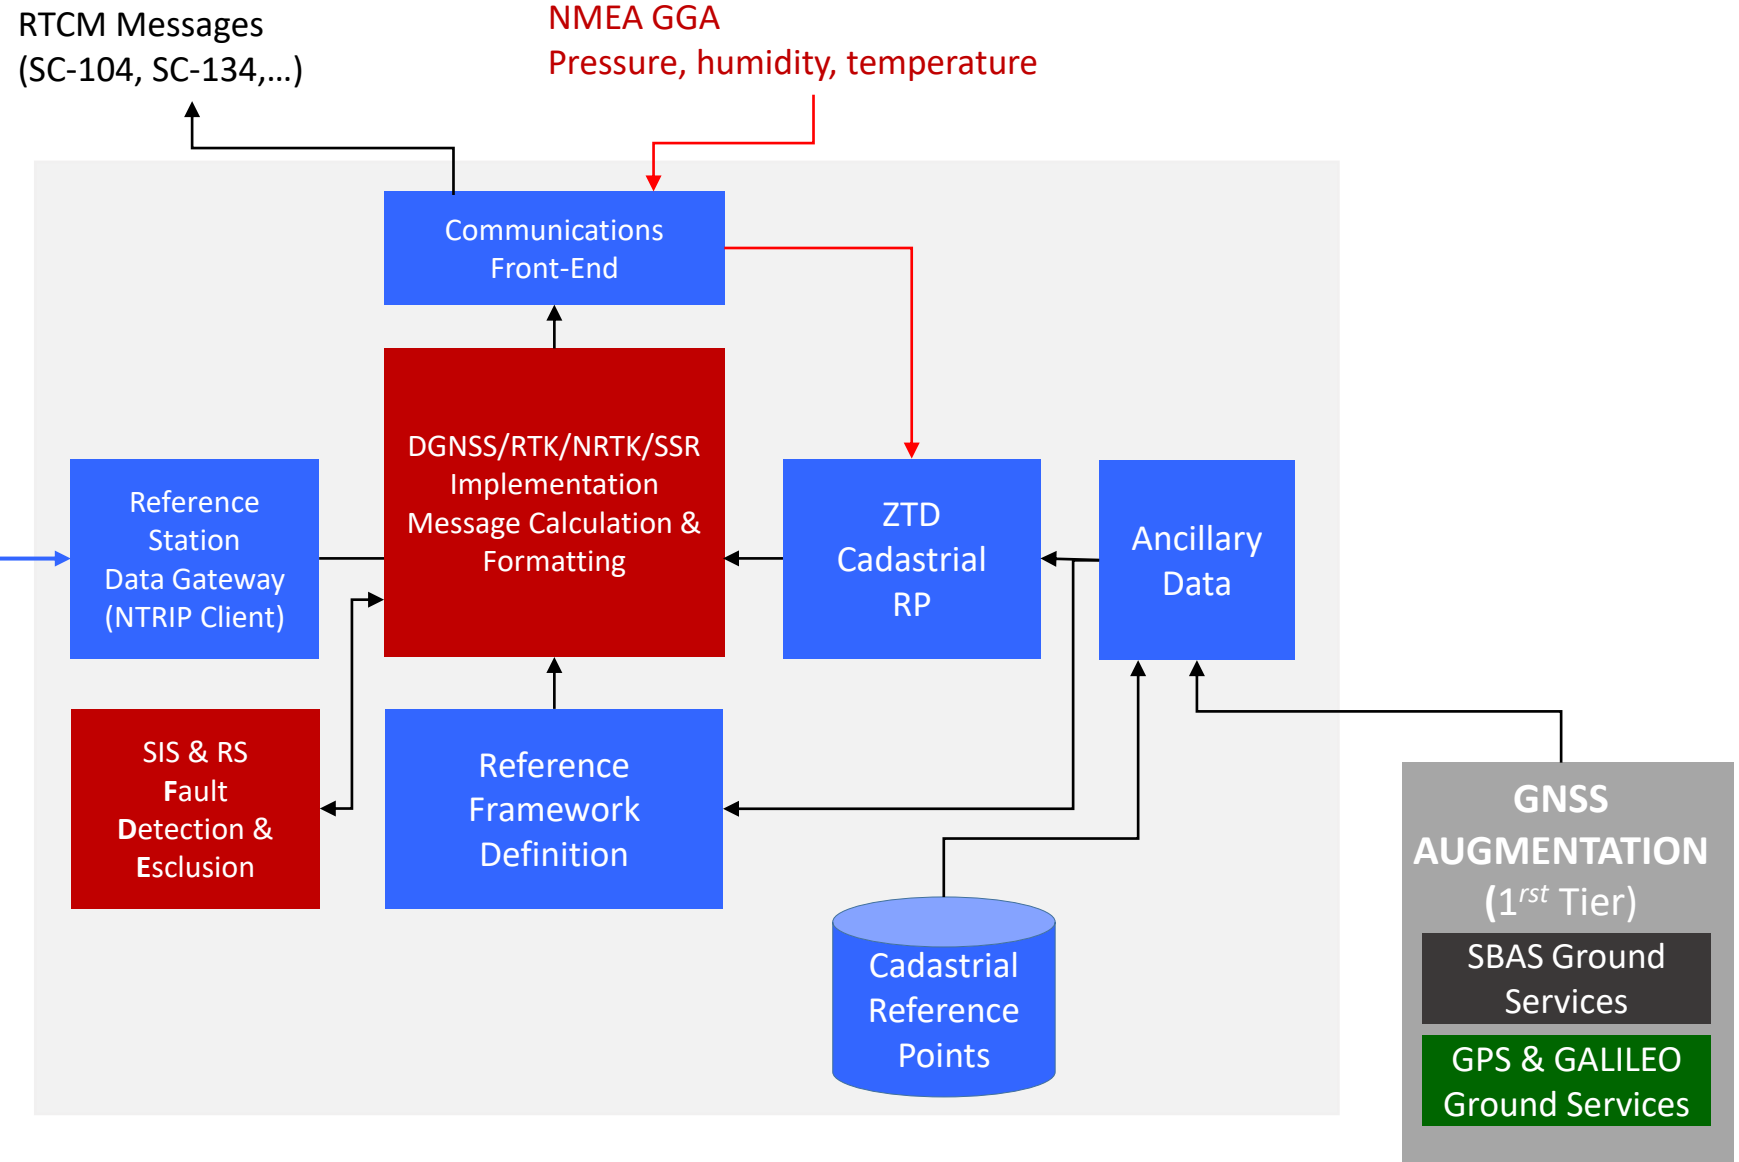 RTCM Messages
(SC-104, SC-134,...)
NMEA GGA
Pressure, humidity, temperature
Communications
Front-End
DGNSS/RTK/NRTK/SSR
Implementation
Message Calculation &
Formatting
Reference
Station
Data Gateway
(NTRIP Client)
ZTD
Cadastrial
RP
Ancillary
Data
SIS & RS
Fault
Detection &
Esclusion
Reference
Framework
Definition
Cadastrial
Reference
Points
GNSS
AUGMENTATION
(1rst Tier)
SBAS Ground
Services
GPS & GALILEO
Ground Services